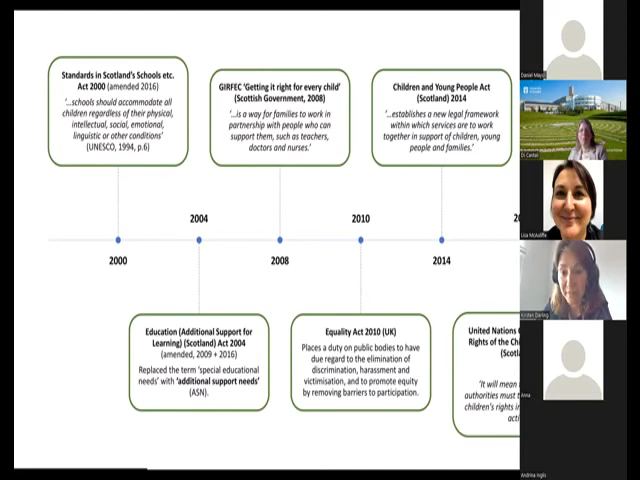 Standards in Scotland's Schools etc.
Act 2000 (amended 2016)
'...schools should accommodate all
children regardless of their physical,
intellectual, social, emotional,
linguistic or other conditions'
(UNESCO, 1994, p.6)
GIRFEC 'Getting it right for every child'
(Scottish Government, 2008)
'...is a way for families to work in
partnership with people who can
support them, such as teachers,
doctors and nurses.'
Children and Young People Act
(Scotland) 2014
'...establishes a new legal framework
within which services are to work
together in support of children, young
people and families.'
2004
2010
2000
2008
2014
Education (Additional Support for
Learning) (Scotland) Act 2004
(amended, 2009 + 2016)
Replaced the term 'special educational
needs' with 'additional support needs'
(ASN).
Equality Act 2010 (UK)
Places a duty on public bodies to have
due regard to the elimination of
discrimination, harassment and
victimisation, and to promote equity
by removing barriers to participation.
United Nations
Rights of the
'It will mean
authorities must
children's rights
Di Cantali
Lisa McAuliffe
Kirsten Darling
Anna
Andrina Inglis